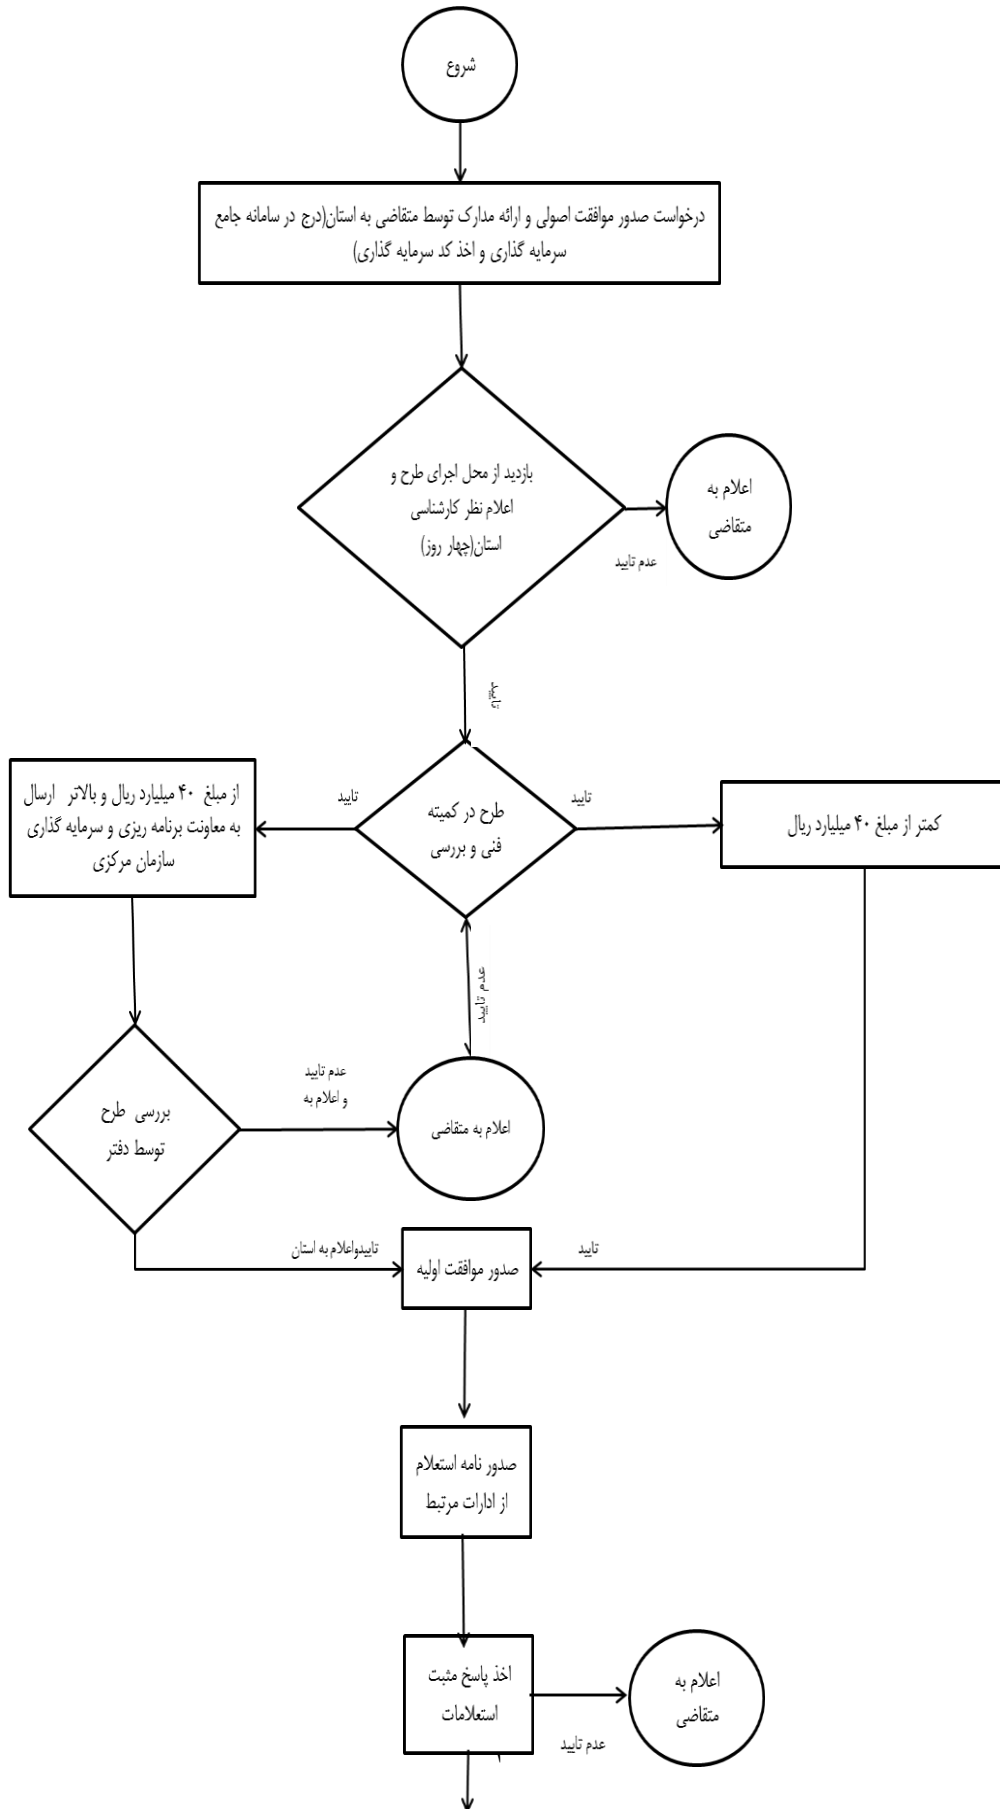 شروع
درخواست صدور موافقت اصولی و ارائه مدارک توسط متقاضی به استان(درج در سامانه جامع
سرمایه گذاری و اخذ کد سرمایه گذاری)
بازدید از محل اجرای طرح و
اعلام نظر کارشناسی
استان(چهار روز)
اعلام به
متقاضی
عدم تایید
تایید
طرح در کمیته
فنی و بررسی
تایید
کمتر از مبلغ ۴۰ میلیارد ریال
تایید
از مبلغ ۴۰ میلیارد ریال و بالاتر ارسال
به معاونت برنامه ریزی و سرمایه گذاری
سازمان مرکزی
عدم تایید
اعلام به متقاضی
عدم تایید
و اعلام به
بررسی طرح
توسط دفتر
تایید
صدور موافقت اولیه
تاییدواعلام به استان
صدور نامه استعلام
از ادارات مرتبط
اخذ پاسخ مثبت
استعلامات
اعلام به
متقاضی
عدم تایید